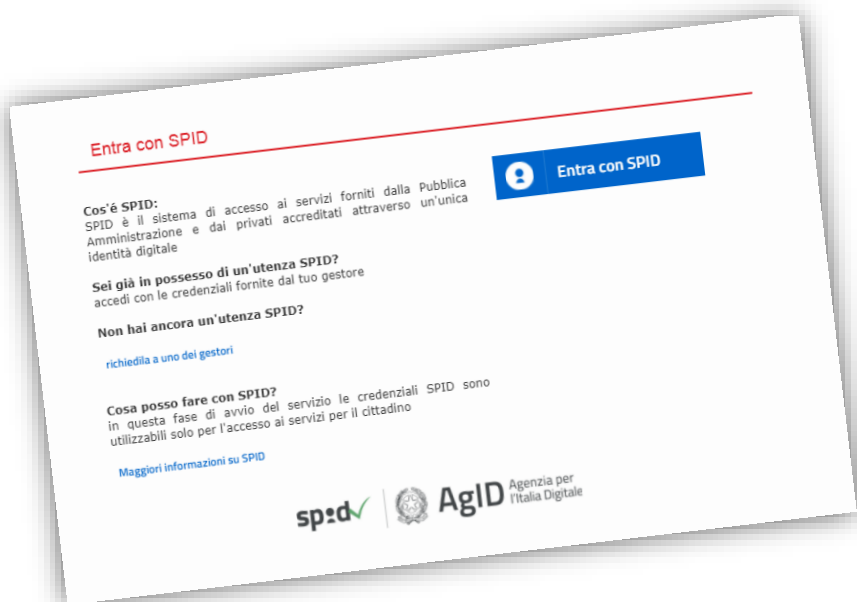 Entra con SPID
Entra con SPID
Cos'é SPID:
SPID è il sistema di accesso ai servizi forniti dalla Pubblica
Amministrazione e dai privati accreditati attraverso un'unica
identità digitale
Sei già in possesso di un'utenza SPID?
accedi con le credenziali fornite dal tuo gestore
Non hai ancora un'utenza SPID?
richiedila a uno dei gestori
Cosa posso fare con SPID?
in questa fase di avvio del servizio le credenziali SPID sono
utilizzabili solo per l'accesso ai servizi per il cittadino
Maggiori informazioni su SPID
spid
AgID
Agenzia per
l'Italia Digitale